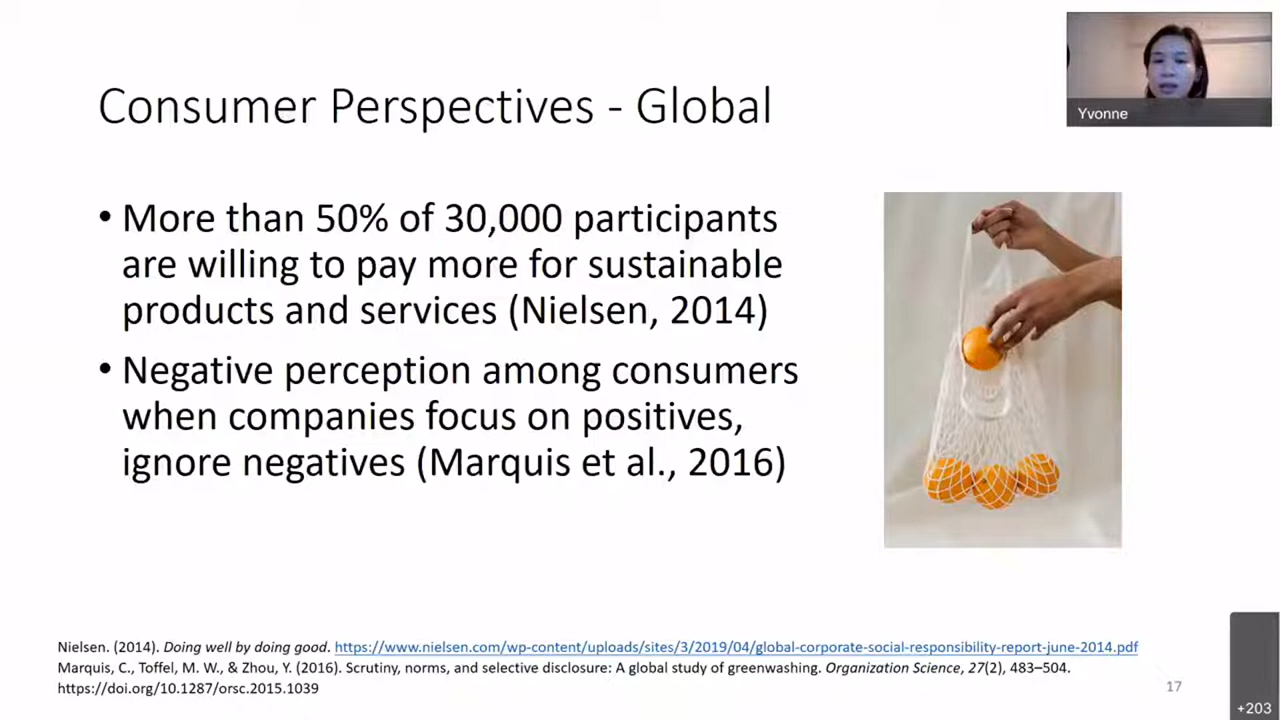 Consumer Perspectives - Global
Yvonne
• More than 50% of 30,000 participants
are willing to pay more for sustainable
products and services (Nielsen, 2014)
• Negative perception among consumers
when companies focus on positives,
ignore negatives (Marquis et al., 2016)
Nielsen. (2014). Doing well by doing good. https://www.nielsen.com/wp-content/uploads/sites/3/2019/04/global-corporate-social-responsibility-report-june-2014.pdf
Marquis, C., Toffel, M. W., & Zhou, Y. (2016). Scrutiny, norms, and selective disclosure: A global study of greenwashing. Organization Science, 27(2), 483–504.
https://doi.org/10.1287/orsc.2015.1039
17
+203